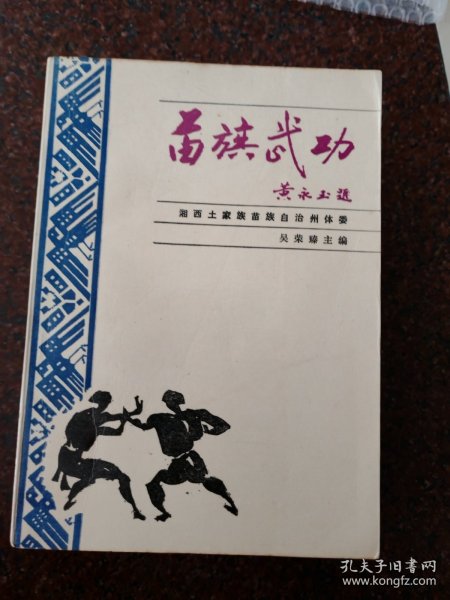 苗族武功
黄永玉题
湘西土家族苗族自治州体委
吴荣臻主编
孔夫子旧书网
www.kongfz.com